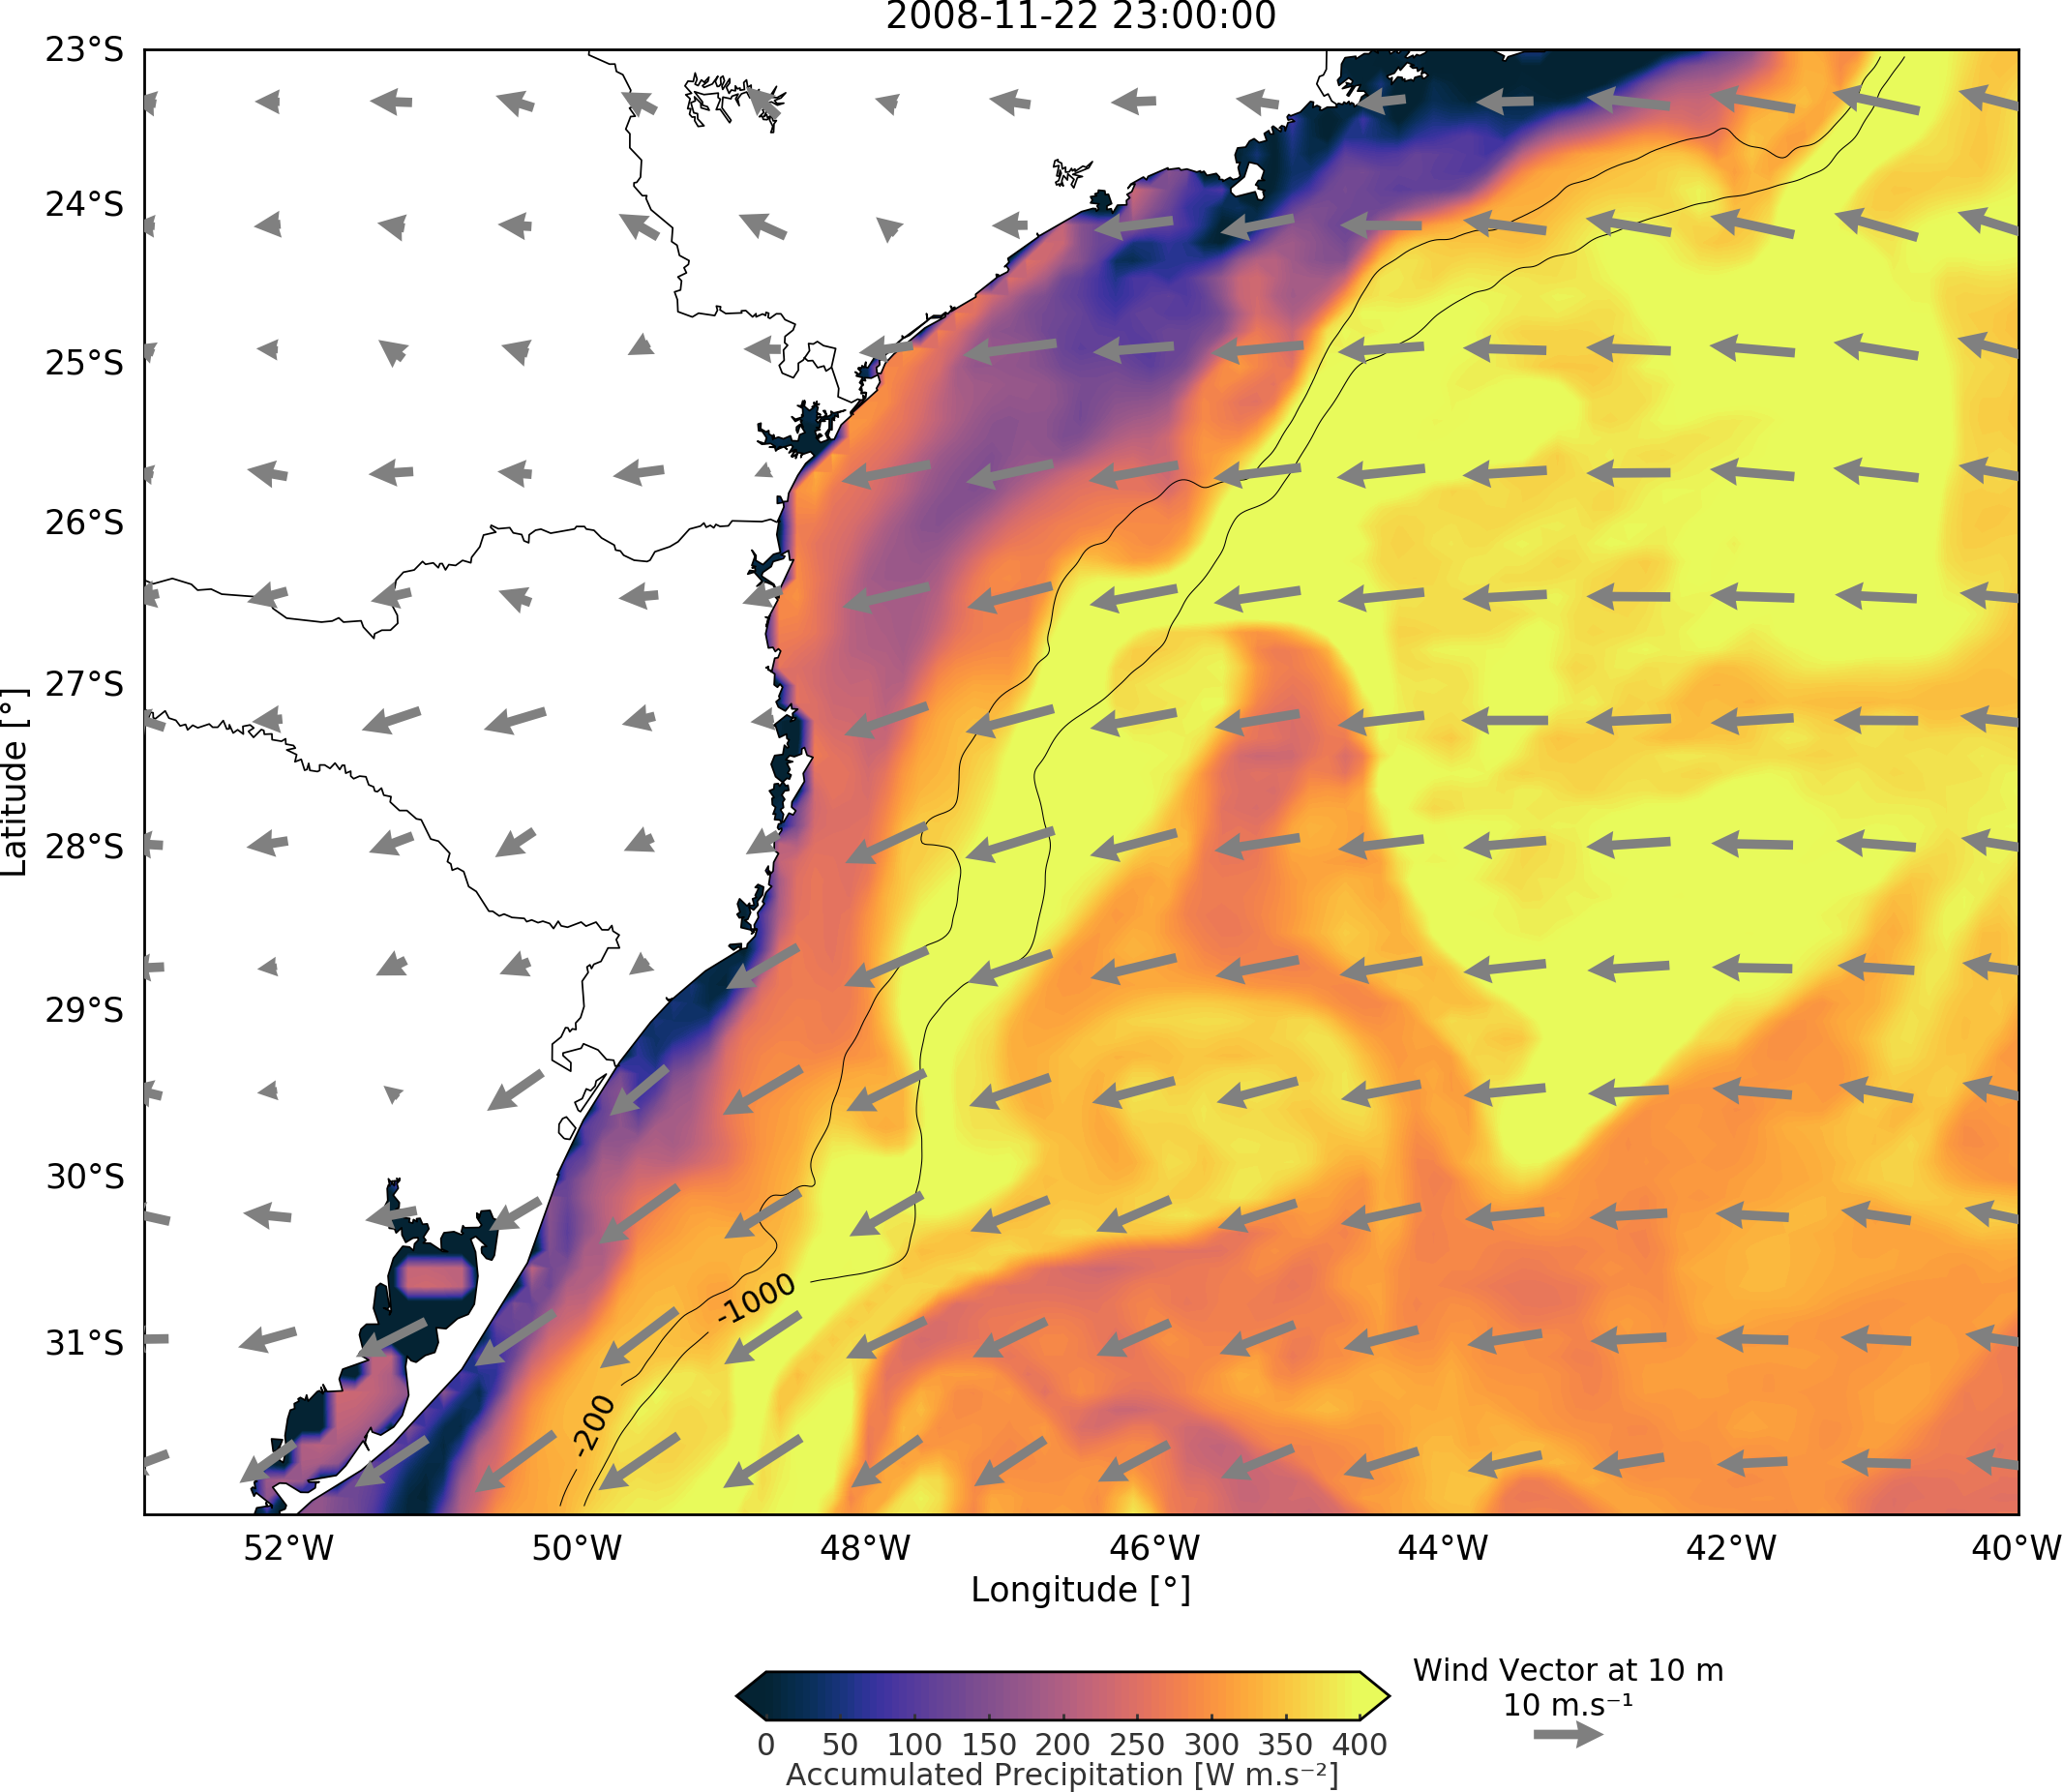 2008-11-22 23:00:00
23°S
24°S
25°S
26°S
27°S
28°S
29°S
30°S
31°S
Latitude [°]
-1000
-200
52°W
50°W
48°W
46°W
44°W
42°W
40°W
Longitude [°]
Wind Vector at 10 m
10 m.s⁻¹
0
50
100
150
200
250
300
350
400
Accumulated Precipitation [W m.s⁻²]